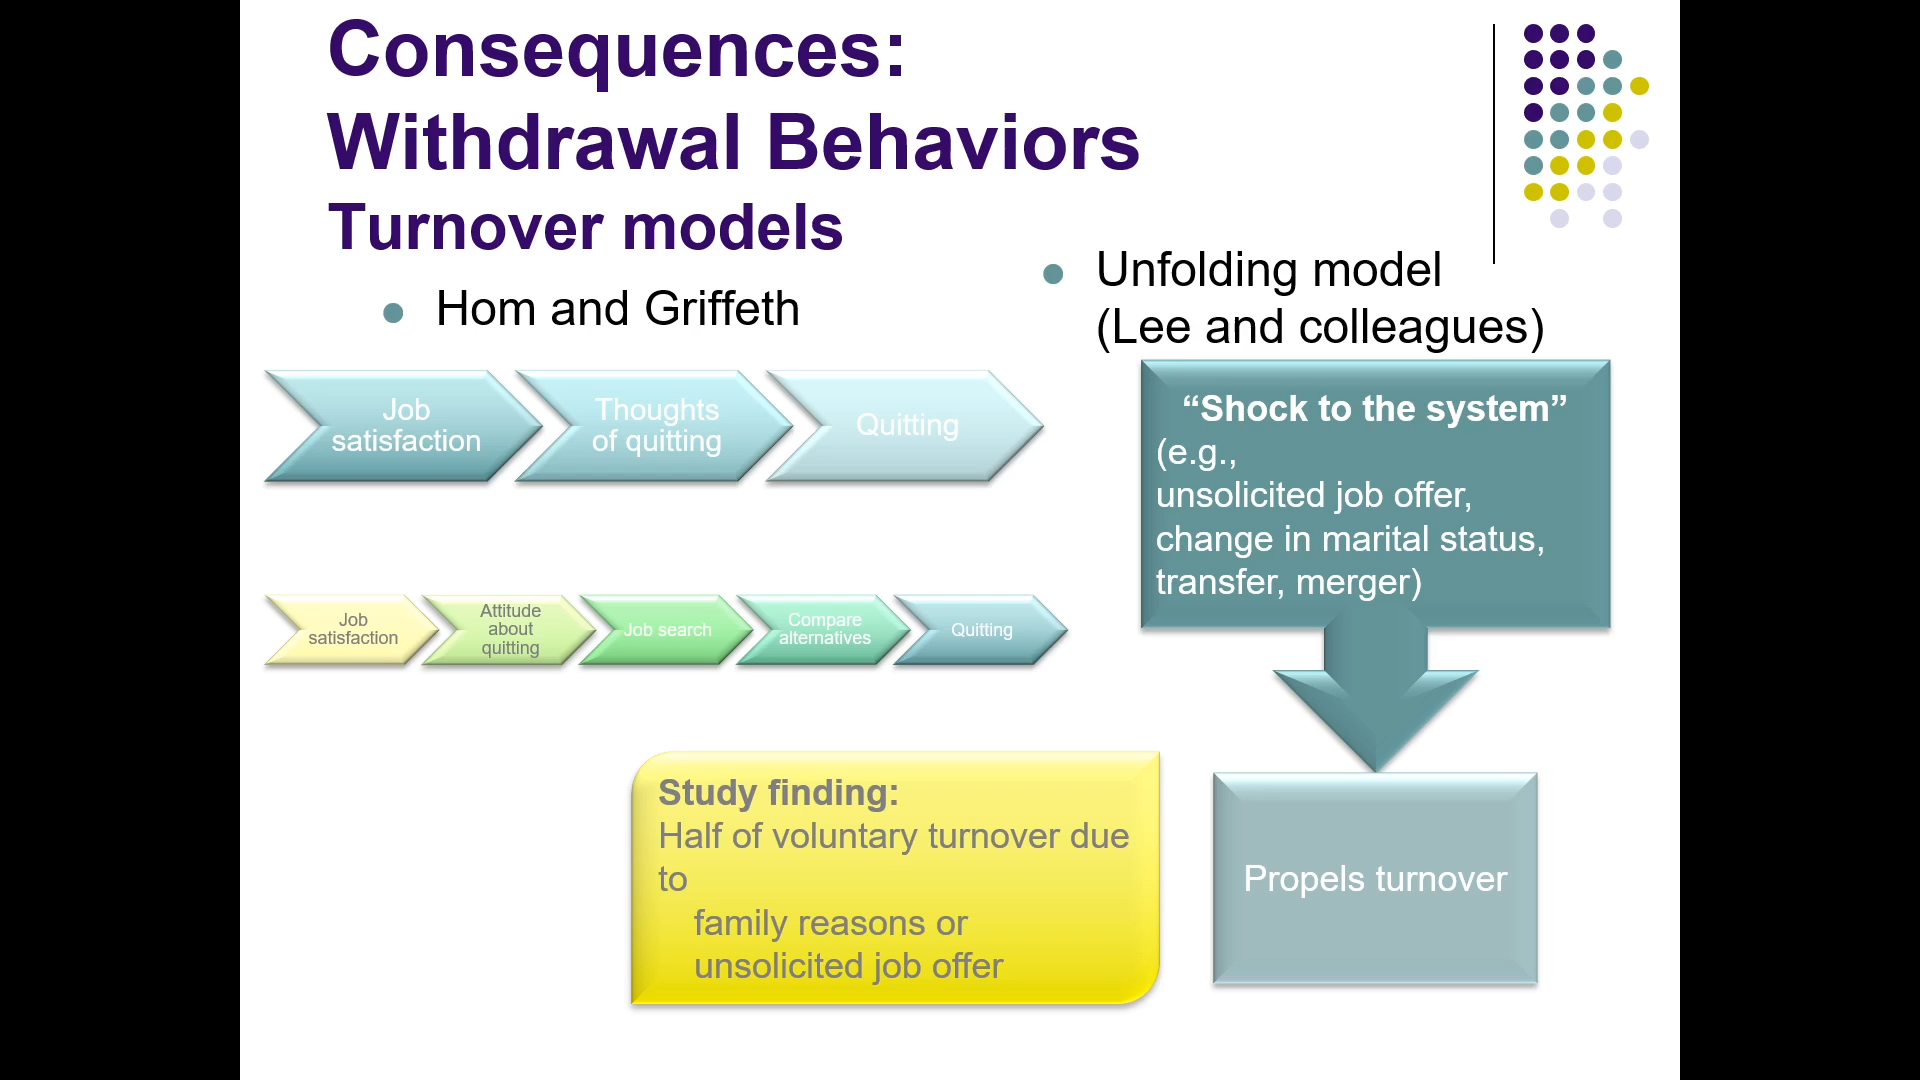 Consequences:
Withdrawal Behaviors
Turnover models
Hom and Griffeth
Job
satisfaction
Thoughts
of quitting
Quitting
Job
satisfaction
Attitude
about
quitting
Job search
Compare
alternatives
Quitting
Unfolding model
(Lee and colleagues)
“Shock to the system”
(e.g.,
unsolicited job offer,
change in marital status,
transfer, merger)
Propels turnover
Study finding:
Half of voluntary turnover due
to
family reasons or
unsolicited job offer